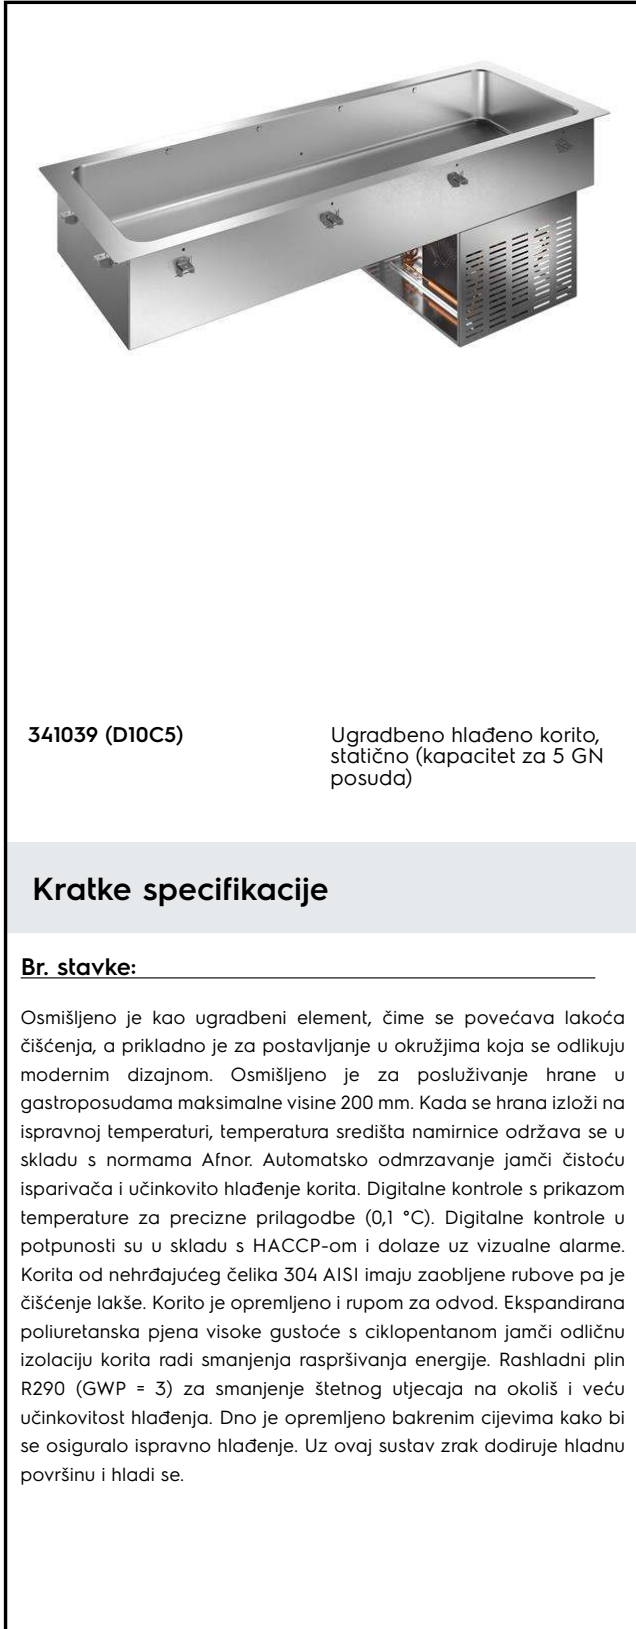 341039 (D10C5)
Ugradbeno hlađeno korito,
statično (kapacitet za 5 GN
posuda)
Kratke specifikacije
Br. stavke:
Osmišljeno je kao ugradbeni element, čime se povećava lakoća
čišćenja, a prikladno je za postavljanje u okružjima koja se odlikuju
modernim dizajnom. Osmišljeno je za posluživanje hrane u
gastroposudama maksimalne visine 200 mm. Kada se hrana izloži na
ispravnoj temperaturi, temperatura središta namirnice održava se u
skladu s normama Afnor. Automatsko odmrzavanje jamči čistoću
isparivača i učinkovito hlađenje korita. Digitalne kontrole s prikazom
temperature za precizne prilagodbe (0,1 °C). Digitalne kontrole u
potpunosti su u skladu s HACCP-om i dolaze uz vizualne alarme.
Korita od nehrđajućeg čelika 304 AISI imaju zaobljene rubove pa je
čišćenje lakše. Korito je opremljeno i rupom za odvod. Ekspandirana
poliuretanska pjena visoke gustoće s ciklopentanom jamči odličnu
izolaciju korita radi smanjenja raspršivanja energije. Rashladni plin
R290 (GWP = 3) za smanjenje štetnog utjecaja na okoliš i veću
učinkovitost hlađenja. Dno je opremljeno bakrenim cijevima kako bi
se osiguralo ispravno hlađenje. Uz ovaj sustav zrak dodiruje hladnu
površinu i hladi se.